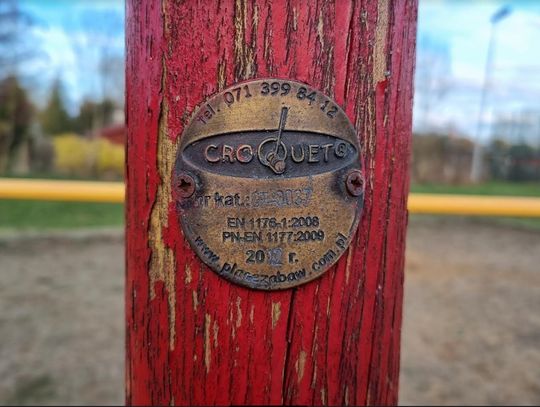 tel. 071 399 84 12
CROQUET®
nr kat.:
EN 1176-1:2008
PN-EN 1177:2009
2012 r.
www.placezabaw.com.pl